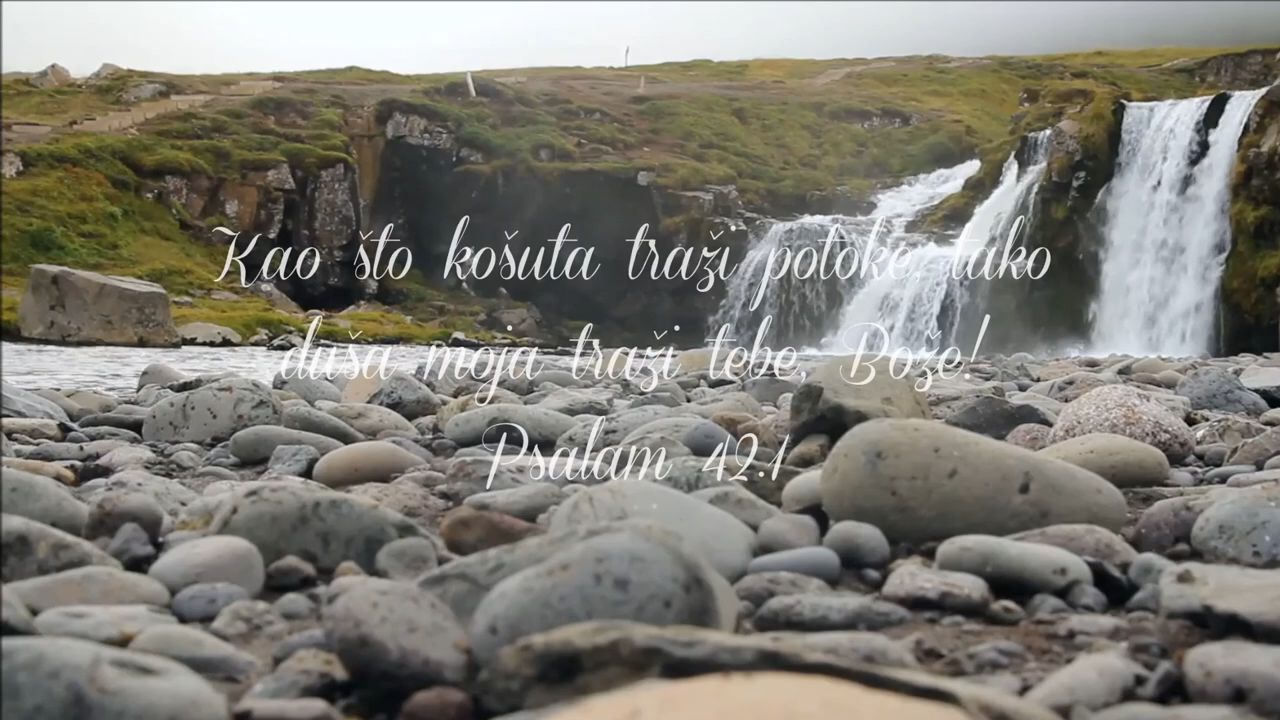 Kao što košuta traži potoke, tako
duša moja traži tebe, Bože!
Psalam 42.1